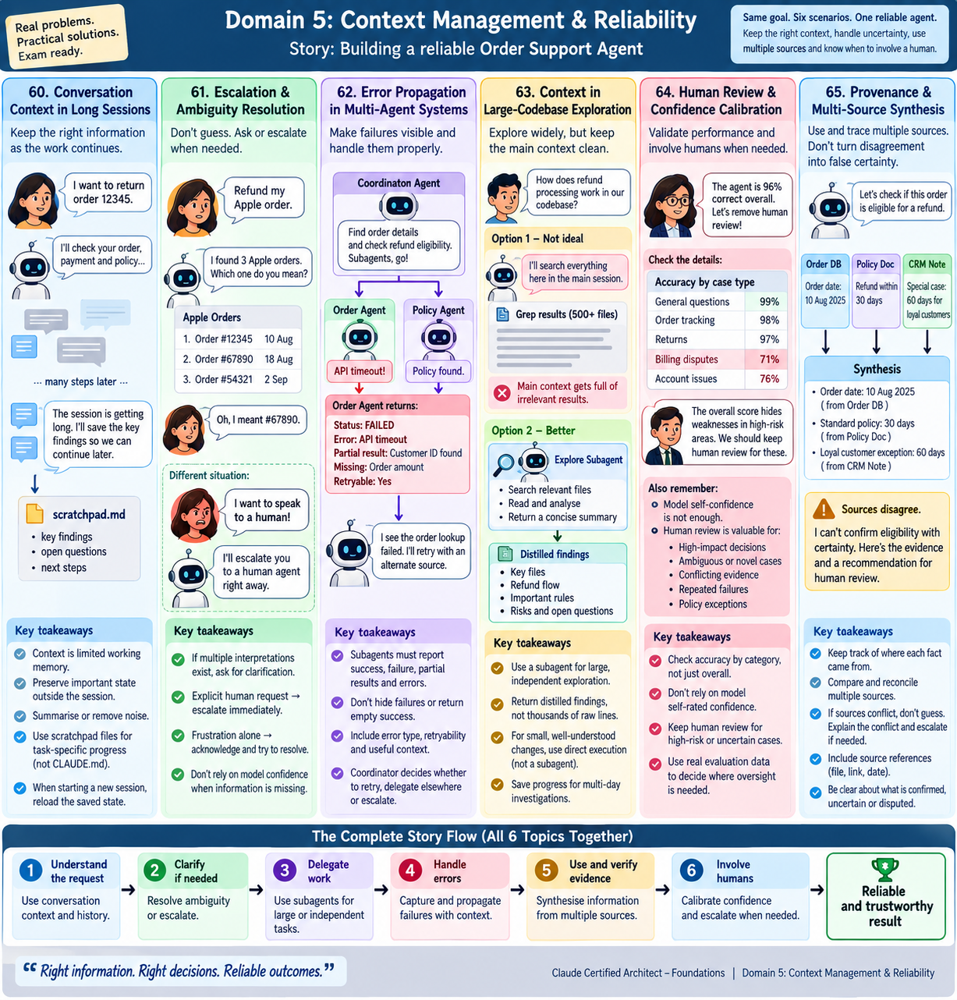 Real problems.
Practical solutions.
Exam ready.
Domain 5: Context Management & Reliability
Story: Building a reliable Order Support Agent
Same goal. Six scenarios. One reliable agent.
Keep the right context, handle uncertainty, use
multiple sources and know when to involve a human.
60. Conversation
Context in Long Sessions
Keep the right information
as the work continues.
I want to return
order 12345.
I'll check your order,
payment and policy...
... many steps later ...
The session is getting
long. I'll save the key
findings so we can
continue later.
scratchpad.md
• key findings
• open questions
• next steps
Key takeaways
Context is limited working
memory.
Preserve important state
outside the session.
Summarise or remove noise.
Use scratchpad files for
task-specific progress
(not CLAUDE.md).
When starting a new session,
reload the saved state.
61. Escalation &
Ambiguity Resolution
Don't guess. Ask or escalate
when needed.
Refund my
Apple order.
I found 3 Apple orders.
Which one do you mean?
Apple Orders
1. Order #12345 10 Aug
2. Order #67890 18 Aug
3. Order #54321 2 Sep
Oh, I meant #67890.
Different situation:
I want to speak
to a human!
I'll escalate you
to a human agent
right away.
Key takeaways
If multiple interpretations
exist, ask for clarification.
Explicit human request →
escalate immediately.
Frustration alone →
acknowledge and try to resolve.
Don't rely on model confidence
when information is missing.
62. Error Propagation
in Multi-Agent Systems
Make failures visible and
handle them properly.
Coordinaton Agent
Find order details
and check refund eligibility.
Subagents, go!
Order Agent
API timeout!
Policy Agent
Policy found.
Order Agent returns:
Status: FAILED
Error: API timeout
Partial result: Customer ID found
Missing: Order amount
Retryable: Yes
I see the order lookup
failed. I'll retry with an
alternate source.
Key takeaways
Subagents must report
success, failure, partial
results and errors.
Don't hide failures or return
empty success.
Include error type, retryability
and useful context.
Coordinator decides whether
to retry, delegate elsewhere
or escalate.
63. Context in
Large-Codebase Exploration
Explore widely, but keep
the main context clean.
How does refund
processing work in our
codebase?
Option 1 – Not ideal
I'll search everything
here in the main session.
Grep results (500+ files)
Main context gets full of
irrelevant results.
Option 2 – Better
Explore Subagent
• Search relevant files
• Read and analyse
• Return a concise summary
Distilled findings
• Key files
• Refund flow
• Important rules
• Risks and open questions
Key takeaways
Use a subagent for large,
independent exploration.
Return distilled findings,
not thousands of raw lines.
For small, well-understood
changes, use direct execution
(not a subagent).
Save progress for multi-day
investigations.
64. Human Review &
Confidence Calibration
Validate performance and
involve humans when needed.
The agent is 96%
correct overall.
Let's remove human
review!
Check the details:
Accuracy by case type
General questions 99%
Order tracking 98%
Returns 97%
Billing disputes 71%
Account issues 76%
The overall score hides
weaknesses in high-risk
areas. We should keep
human review for these.
Also remember:
Model self-confidence
is not enough.
Human review is valuable for:
• High-impact decisions
• Ambiguous or novel cases
• Conflicting evidence
• Repeated failures
• Policy exceptions
Key takeaways
Check accuracy by category,
not just overall.
Don't rely on model
self-rated confidence.
Keep human review for
high-risk or uncertain cases.
Use real evaluation data
to decide where oversight
is needed.
65. Provenance &
Multi-Source Synthesis
Use and trace multiple sources.
Don't turn disagreement
into false certainty.
Let's check if this order
is eligible for a refund.
Order DB
Order date:
10 Aug 2025
Policy Doc
Refund within
30 days
CRM Note
Special case:
60 days for
loyal customers
Synthesis
• Order date: 10 Aug 2025
( from Order DB )
• Standard policy: 30 days
( from Policy Doc )
• Loyal customer exception: 60 days
( from CRM Note )
Sources disagree.
I can't confirm eligibility with
certainty. Here's the evidence
and a recommendation for
human review.
Key takeaways
Keep track of where each fact
came from.
Compare and reconcile
multiple sources.
If sources conflict, don't guess.
Explain the conflict and escalate
if needed.
Include source references
(file, link, date).
Be clear about what is confirmed,
uncertain or disputed.
The Complete Story Flow (All 6 Topics Together)
1 Understand
the request
Use conversation
context and history.
2 Clarify
if needed
Resolve ambiguity
or escalate.
3 Delegate
work
Use subagents for
large or independent
tasks.
4 Handle
errors
Capture and propagate
failures with context.
5 Use and verify
evidence
Synthesise information
from multiple sources.
6 Involve
humans
Calibrate confidence
and escalate when needed.
Reliable
and trustworthy
result
“Right information. Right decisions. Reliable outcomes.”
Claude Certified Architect – Foundations | Domain 5: Context Management & Reliability